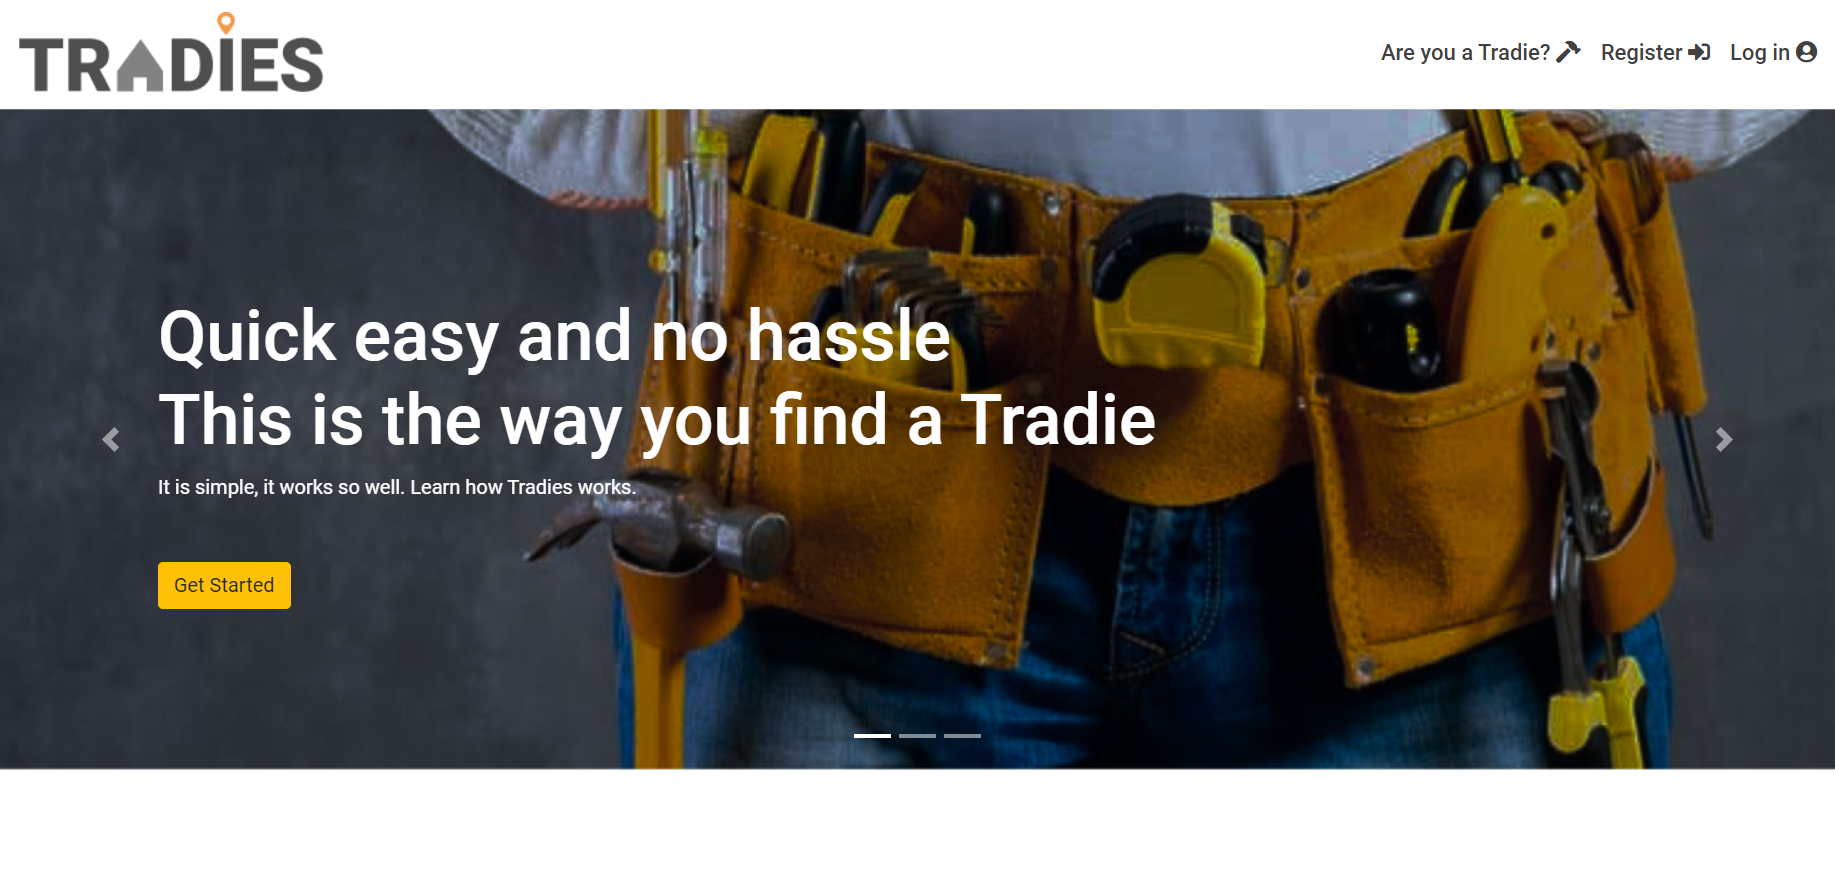 TRADIES
Are you a Tradie? Register Log in
Quick easy and no hassle
This is the way you find a Tradie
It is simple, it works so well. Learn how Tradies works.
Get Started